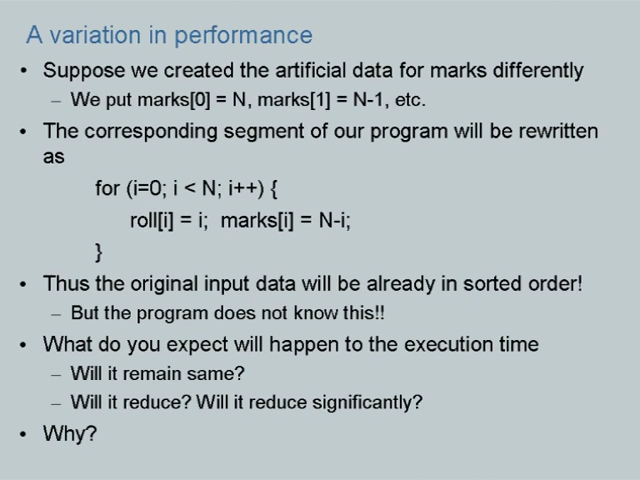 A variation in performance
• Suppose we created the artificial data for marks differently
– We put marks[0] = N, marks[1] = N-1, etc.
• The corresponding segment of our program will be rewritten
as
for (i=0; i < N; i++) {
roll[i] = i; marks[i] = N-i;
}
• Thus the original input data will be already in sorted order!
– But the program does not know this!!
• What do you expect will happen to the execution time
– Will it remain same?
– Will it reduce? Will it reduce significantly?
• Why?